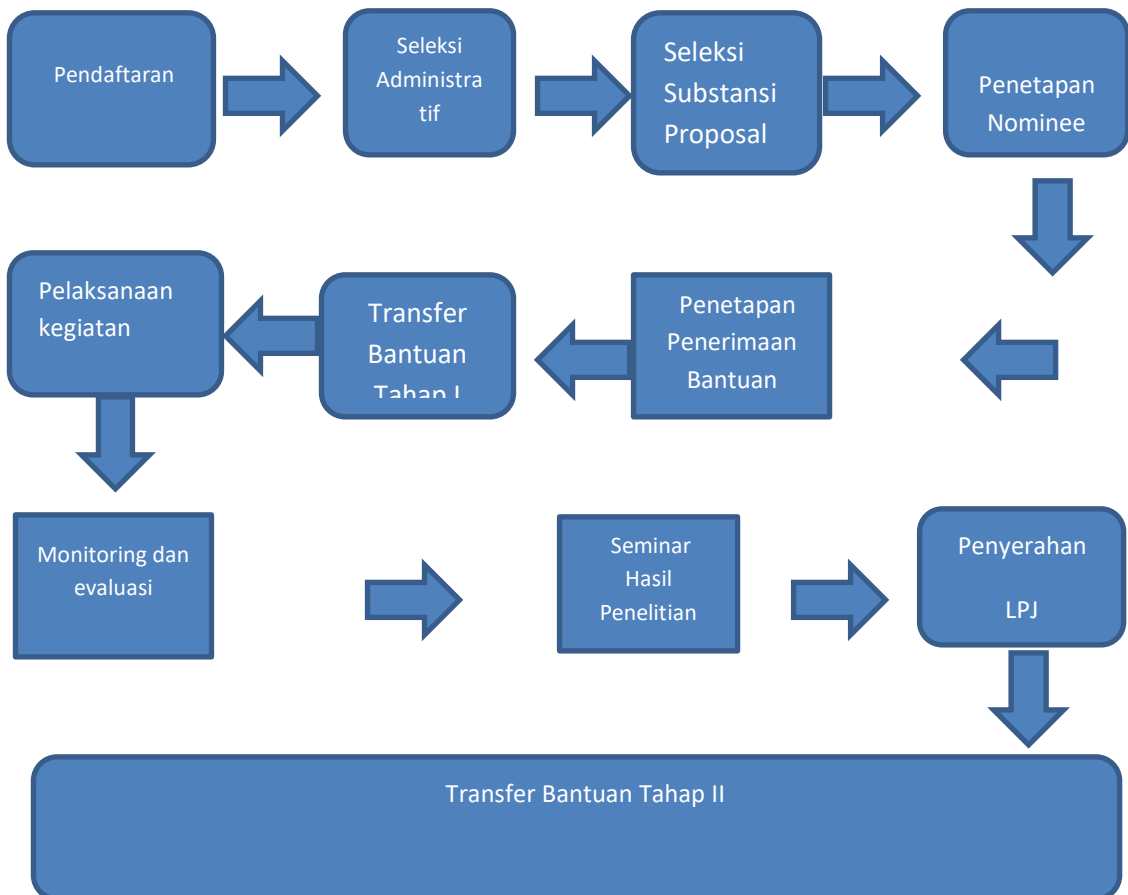 Pendaftaran
Seleksi
Administra
tif
Seleksi
Substansi
Proposal
Penetapan
Nominee
Penetapan
Penerimaan
Bantuan
Transfer
Bantuan
Tahap I
Pelaksanaan
kegiatan
Monitoring dan
evaluasi
Seminar
Hasil
Penelitian
Penyerahan
LPJ
Transfer Bantuan Tahap II